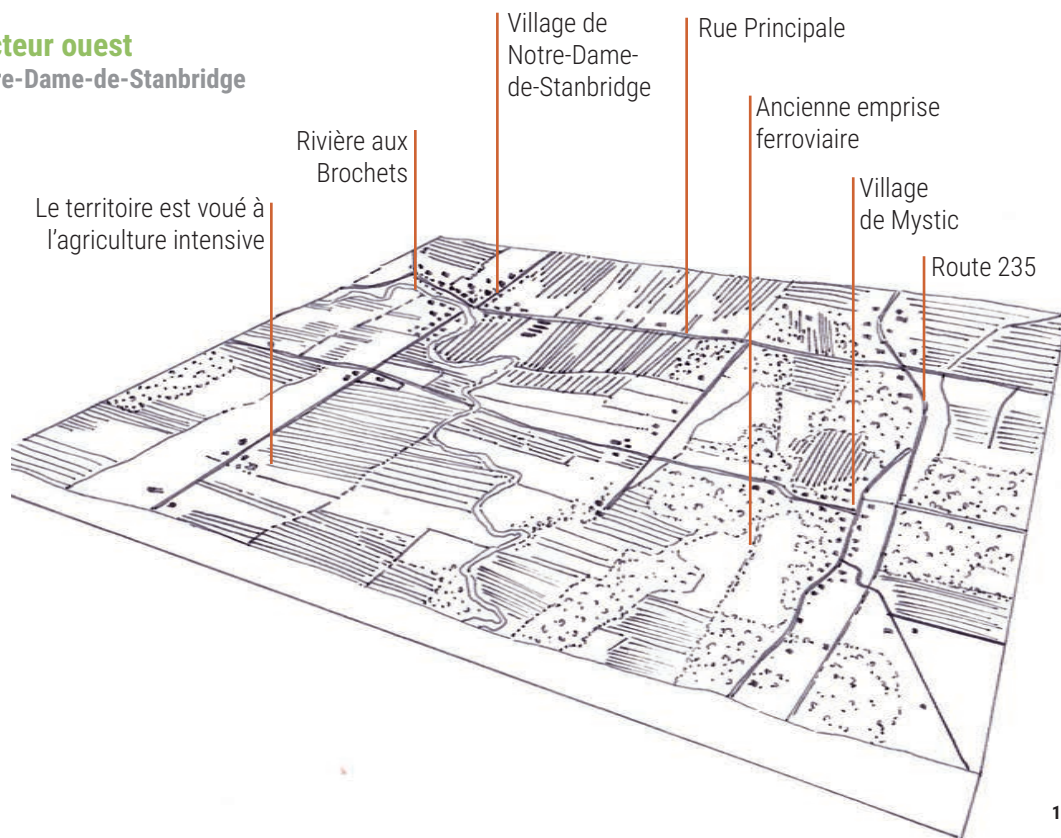 cteur ouest
re-Dame-de-Stanbridge
Village de
Notre-Dame-
de-Stanbridge
Rue Principale
Ancienne emprise
ferroviaire
Rivière aux
Brochets
Village
de Mystic
Le territoire est voué à
l'agriculture intensive
Route 235
1